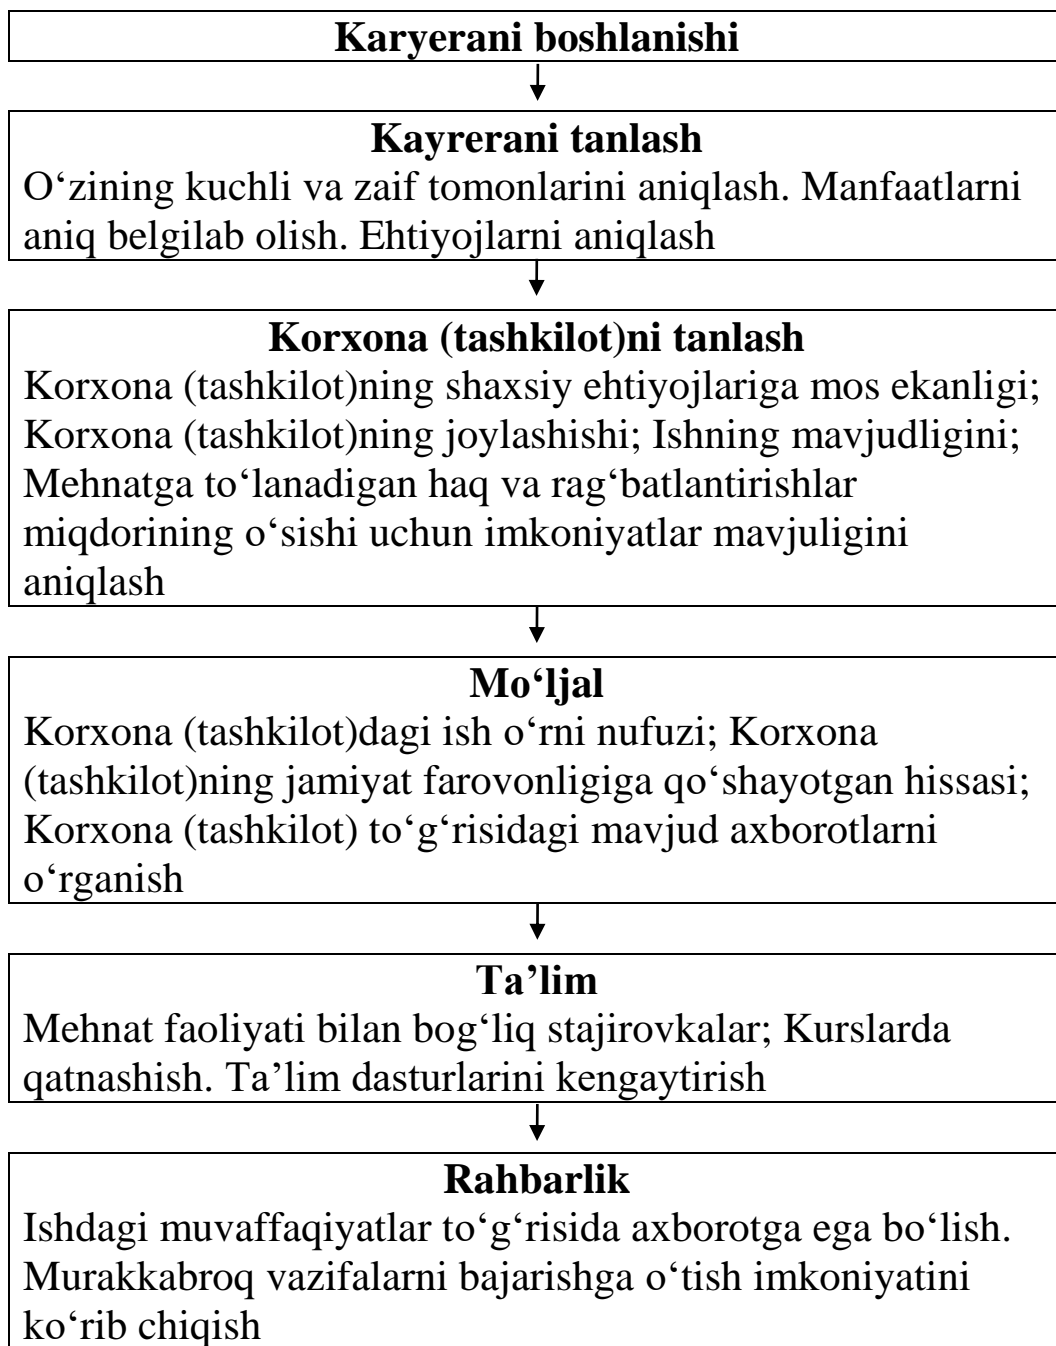 Karyerani boshlanishi
Kayrerani tanlash
O‘zining kuchli va zaif tomonlarini aniqlash. Manfaatlarni
aniq belgilab olish. Ehtiyojlarni aniqlash
Korxona (tashkilot)ni tanlash
Korxona (tashkilot)ning shaxsiy ehtiyojlariga mos ekanligi;
Korxona (tashkilot)ning joylashishi; Ishning mavjudligini;
Mehnatga to‘lanadigan haq va rag‘batlantirishlar
miqdorining o‘sishi uchun imkoniyatlar mavjuligini
aniqlash
Mo‘ljal
Korxona (tashkilot)dagi ish o‘rni nufuzi; Korxona
(tashkilot)ning jamiyat farovonligiga qo‘shayotgan hissasi;
Korxona (tashkilot) to‘g‘risidagi mavjud axborotlarni
o‘rganish
Ta’lim
Mehnat faoliyati bilan bog‘liq stajirovkalar; Kurslarda
qatnashish. Ta’lim dasturlarini kengaytirish
Rahbarlik
Ishdagi muvaffaqiyatlar to‘g‘risida axborotga ega bo‘lish.
Murakkabroq vazifalarni bajarishga o‘tish imkoniyatini
ko‘rib chiqish